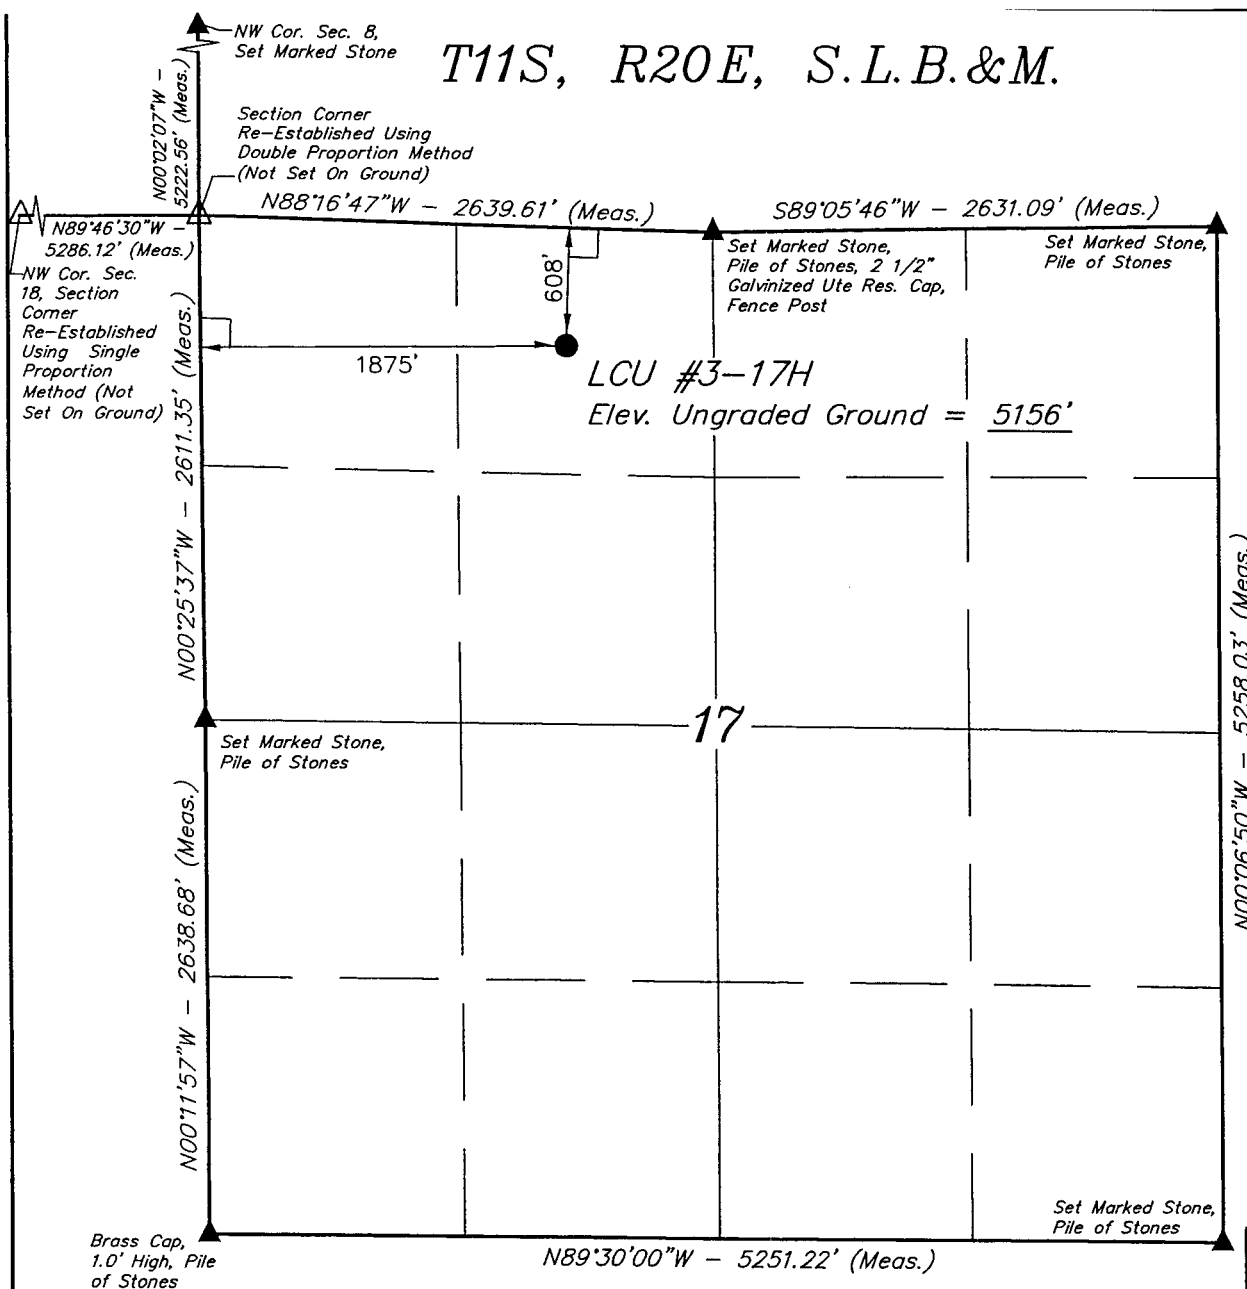 NW Cor. Sec. 8,
Set Marked Stone
T11S, R20E, S.L.B.&M.
N00°02'07"W –
5222.56' (Meas.)
Section Corner
Re-Established Using
Double Proportion Method
(Not Set On Ground)
N88°16'47"W – 2639.61' (Meas.)
S89°05'46"W – 2631.09' (Meas.)
N89°46'30"W –
5286.12' (Meas.)
NW Cor. Sec.
18, Section
Corner
Re-Established
Using Single
Proportion
Method (Not
Set On Ground)
Set Marked Stone,
Pile of Stones, 2 1/2"
Galvinized Ute Res. Cap,
Fence Post
Set Marked Stone,
Pile of Stones
608'
1875'
LCU #3-17H
Elev. Ungraded Ground = 5156'
N00°25'37"W – 2611.35' (Meas.)
N00°06'50"W – 5258.03' (Meas.)
17
Set Marked Stone,
Pile of Stones
N00°11'57"W – 2638.68' (Meas.)
Set Marked Stone,
Pile of Stones
Brass Cap,
1.0' High, Pile
of Stones
N89°30'00"W – 5251.22' (Meas.)